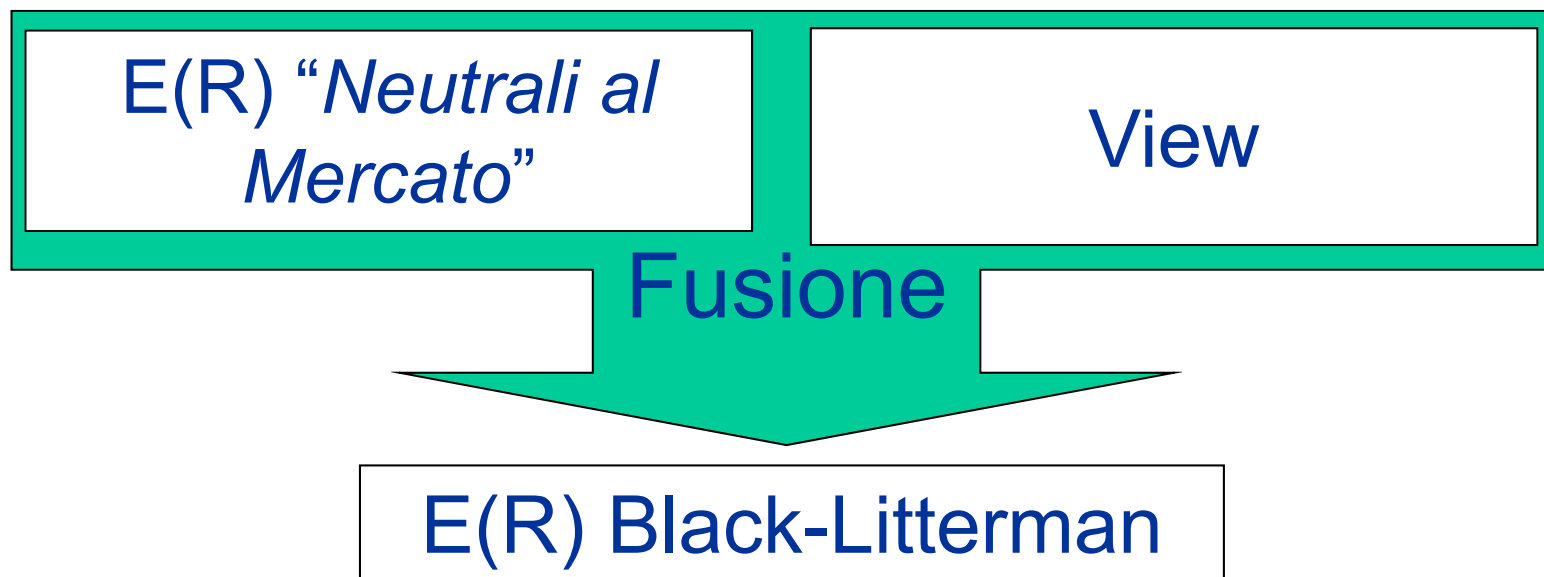 E(R) “Neutrali al
Mercato”
View
Fusione
E(R) Black-Litterman